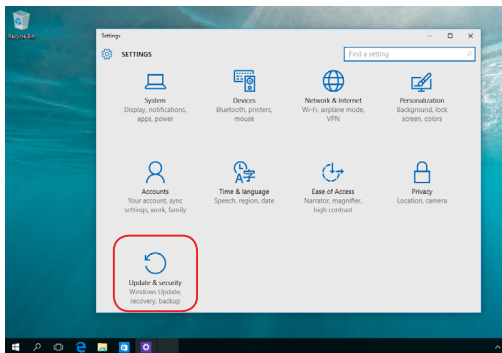 Recycle Bin
Settings
SETTINGS
Find a setting
System
Display, notifications,
apps, power
Devices
Bluetooth, printers,
mouse
Network & Internet
Wi-Fi, airplane mode,
VPN
Personalization
Background, lock
screen, colors
Accounts
Your account, sync
settings, work, family
Time & language
Speech, region, date
Ease of Access
Narrator, magnifier,
high contrast
Privacy
Location, camera
Update & security
Windows Update,
recovery, backup